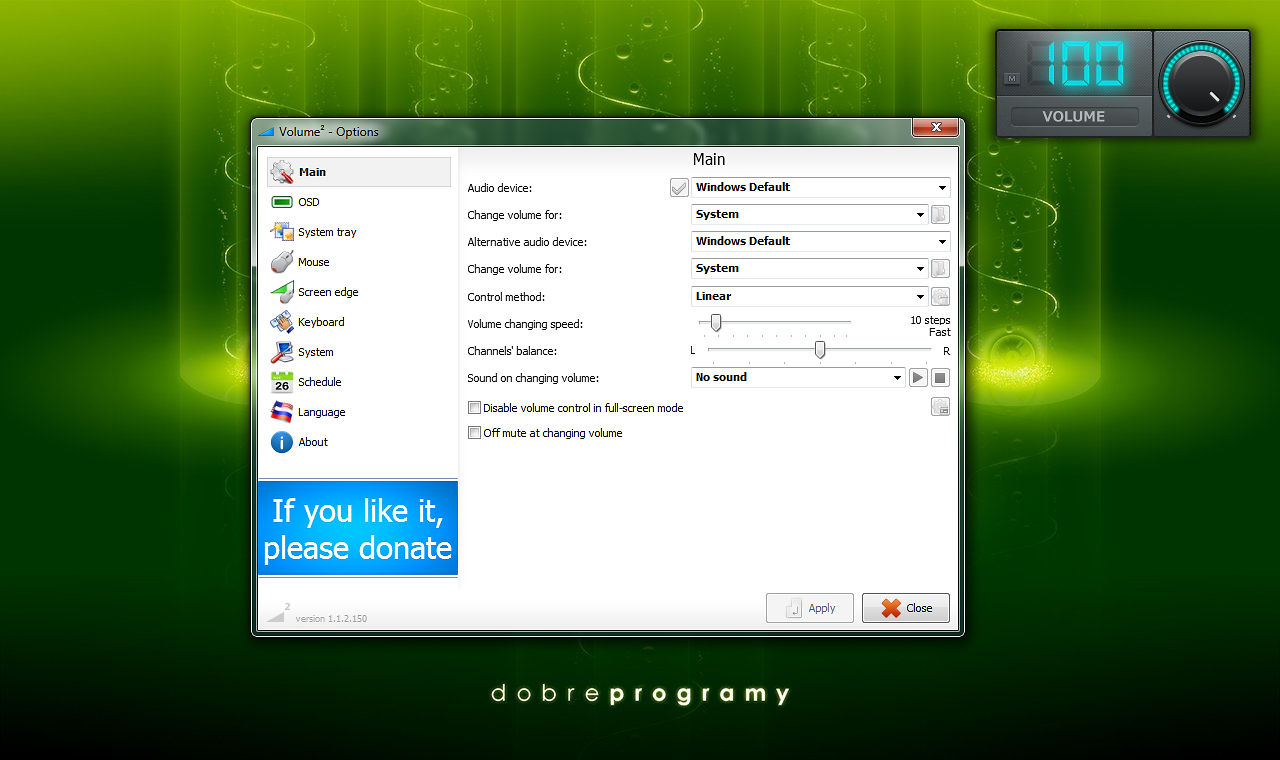 100
M
VOLUME
Volume² - Options
Main
OSD
System tray
Mouse
Screen edge
Keyboard
System
26
Schedule
Language
i About
If you like it,
please donate
2
version 1.1.2.150
Main
Audio device: Windows Default
Change volume for: System
Alternative audio device: Windows Default
Change volume for: System
Control method: Linear
Volume changing speed: 10 steps
Fast
Channels' balance: L R
Sound on changing volume: No sound
Disable volume control in full-screen mode
Off mute at changing volume
Apply
Close
dobreprogramy